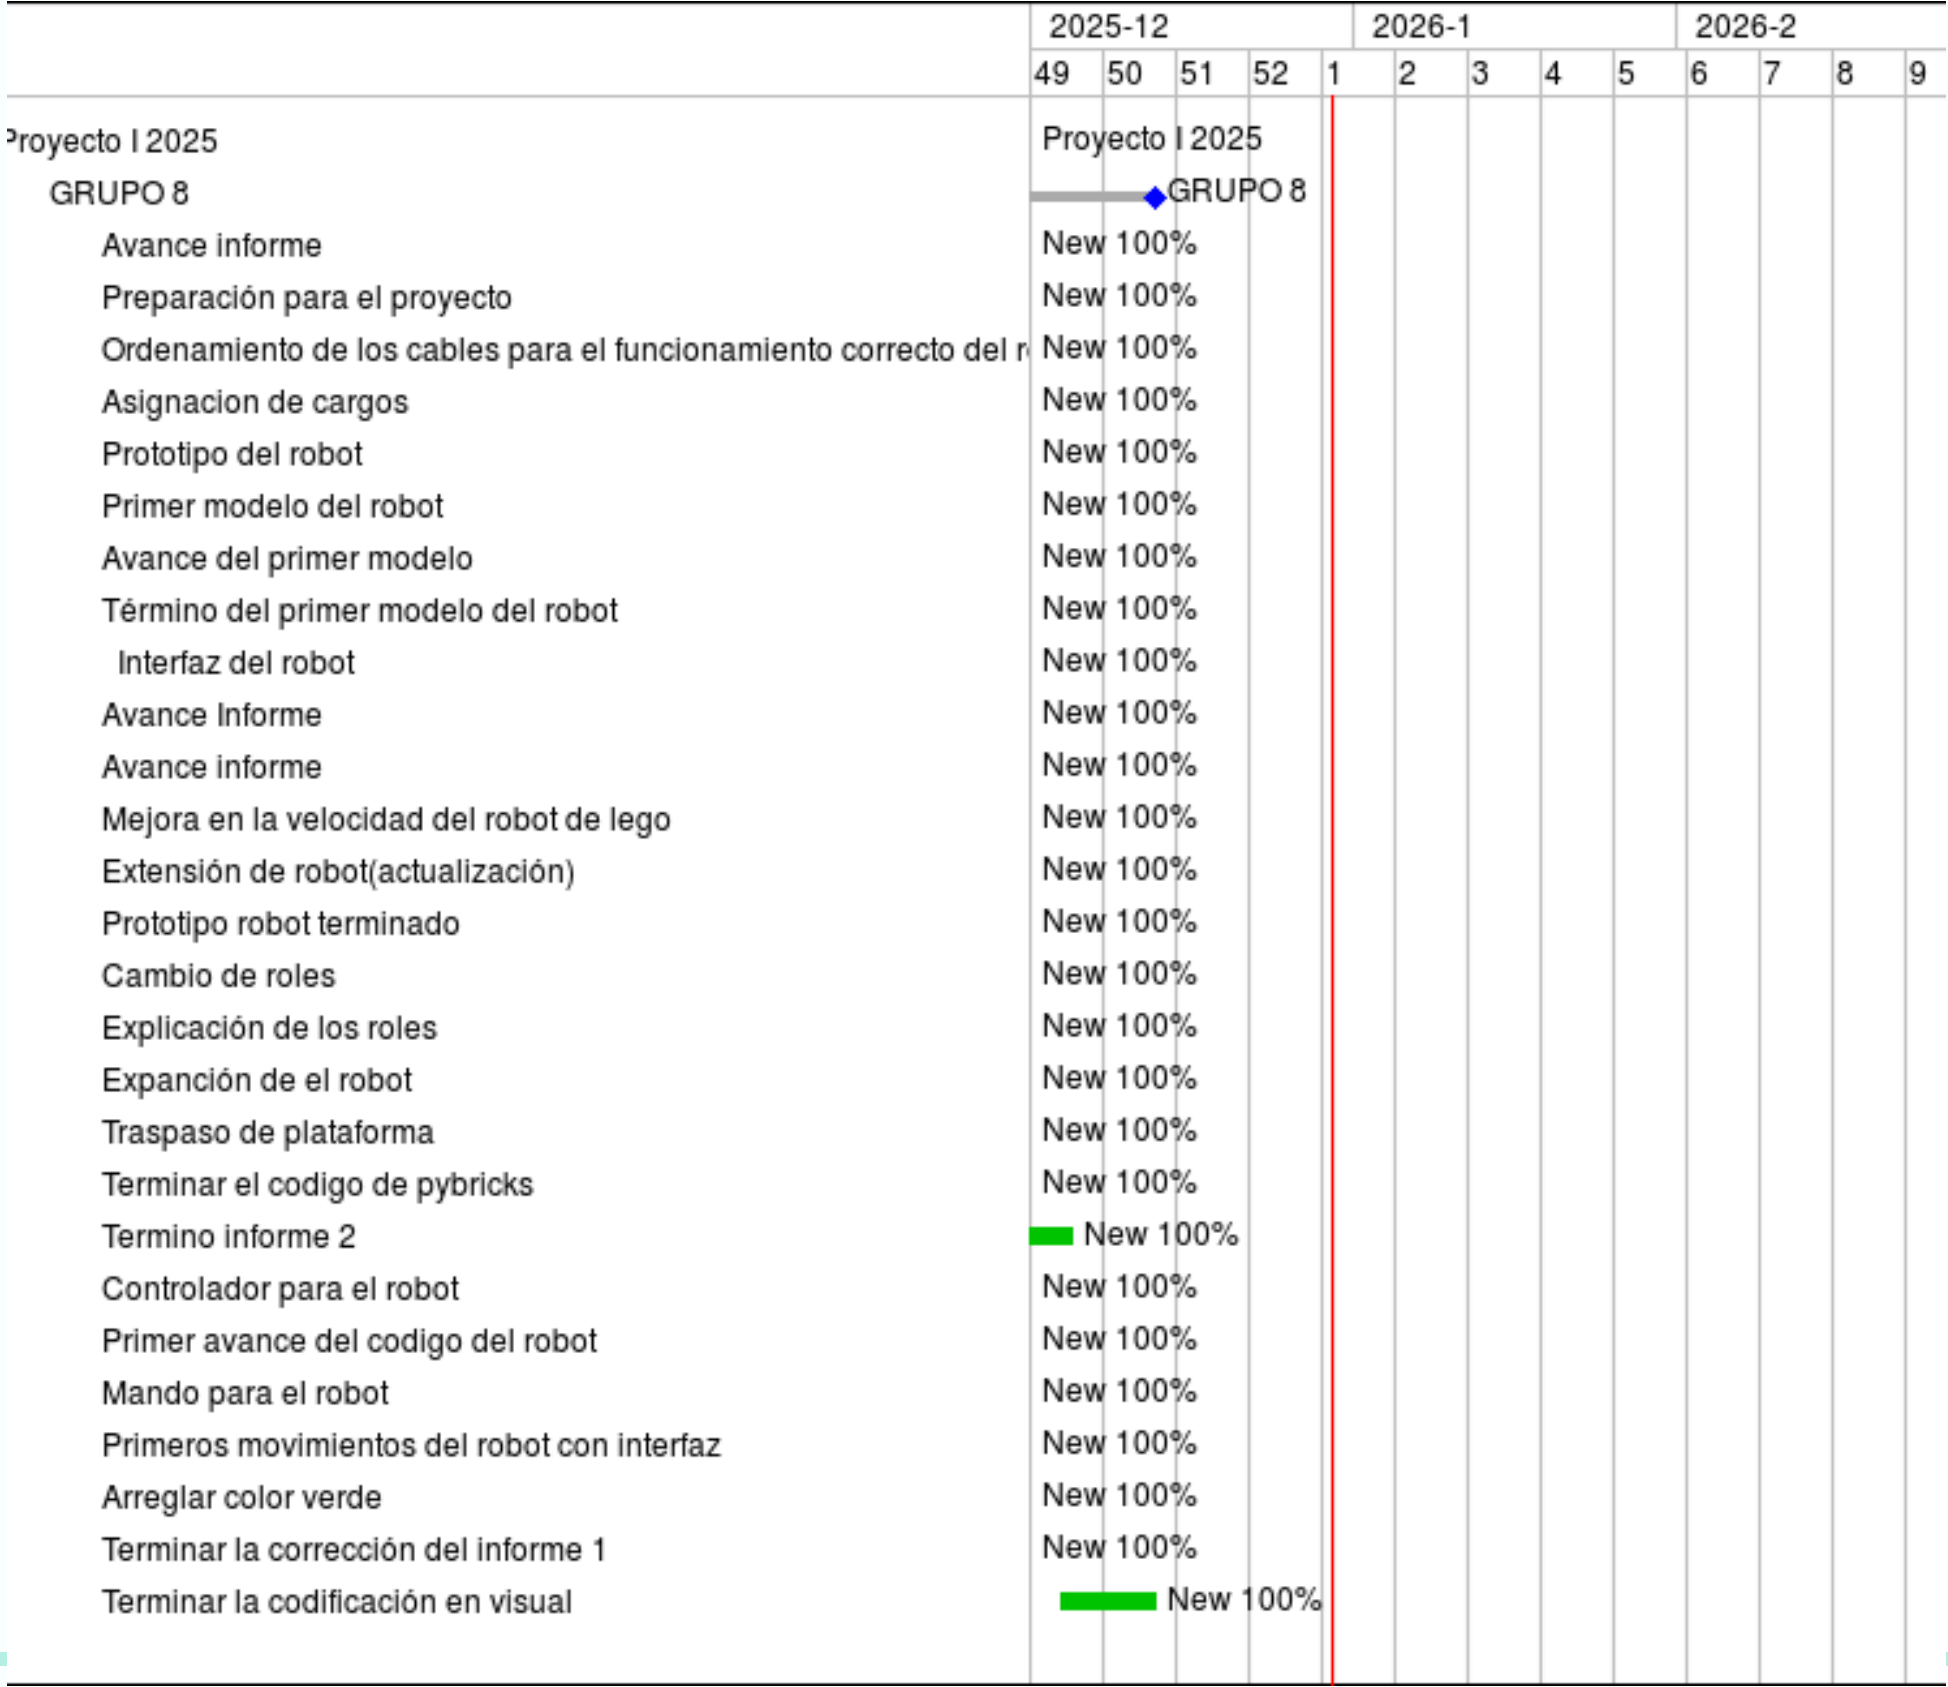 2025-12 2026-1 2026-2
49 50 51 52 1 2 3 4 5 6 7 8 9
Proyecto I 2025 Proyecto I 2025
GRUPO 8 GRUPO 8
Avance informe New 100%
Preparación para el proyecto New 100%
Ordenamiento de los cables para el funcionamiento correcto del New 100%
Asignacion de cargos New 100%
Prototipo del robot New 100%
Primer modelo del robot New 100%
Avance del primer modelo New 100%
Término del primer modelo del robot New 100%
Interfaz del robot New 100%
Avance Informe New 100%
Avance informe New 100%
Mejora en la velocidad del robot de lego New 100%
Extensión de robot(actualización) New 100%
Prototipo robot terminado New 100%
Cambio de roles New 100%
Explicación de los roles New 100%
Expanción de el robot New 100%
Traspaso de plataforma New 100%
Terminar el codigo de pybricks New 100%
Termino informe 2 New 100%
Controlador para el robot New 100%
Primer avance del codigo del robot New 100%
Mando para el robot New 100%
Primeros movimientos del robot con interfaz New 100%
Arreglar color verde New 100%
Terminar la corrección del informe 1 New 100%
Terminar la codificación en visual New 100%